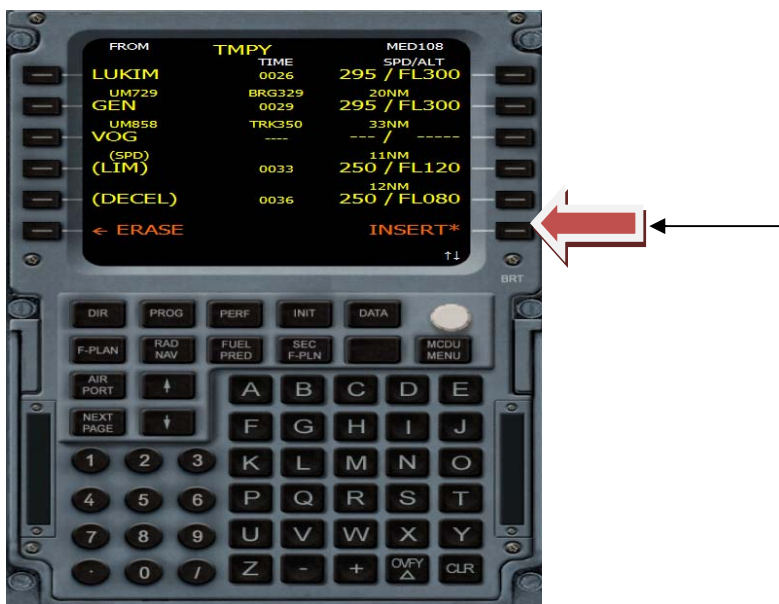 FROM TMPY MED108
TIME SPD/ALT
LUKIM 0026 295 / FL300
UM729 BRG329 20NM
GEN 0029 295 / FL300
UM858 TRK350 33NM
VOG ---- --- / -----
(SPD) 11NM
(LIM) 0033 250 / FL120
12NM
(DECEL) 0036 250 / FL080
← ERASE INSERT*
↑↓
BRT
DIR PROG PERF INIT DATA
F-PLAN RAD NAV FUEL PRED SEC F-PLN MCDU MENU
AIR PORT A B C D E
NEXT PAGE F G H I J
1 2 3 K L M N O
4 5 6 P Q R S T
7 8 9 U V W X Y
. 0 / Z - + OVFY △ CLR